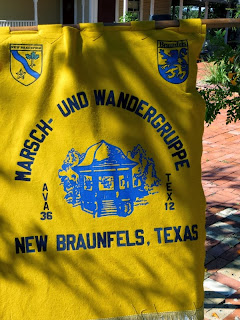 MARSCH- UND WANDERGRUPPE
AVA
36
TEX
12
NEW BRAUNFELS, TEXAS